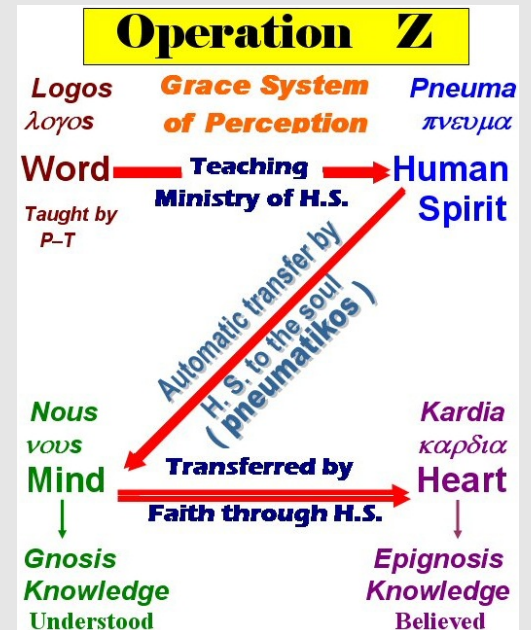 Operation Z
Logos
λογος
Grace System
of Perception
Pneuma
πνευμα
Word
Teaching
Ministry of H.S.
Human
Spirit
Taught by
P–T
Automatic transfer by
H. S. to the soul
( pneumatikos )
Nous
νους
Mind
Transferred by
Faith through H.S.
Kardia
καρδια
Heart
Gnosis
Knowledge
Understood
Epignosis
Knowledge
Believed